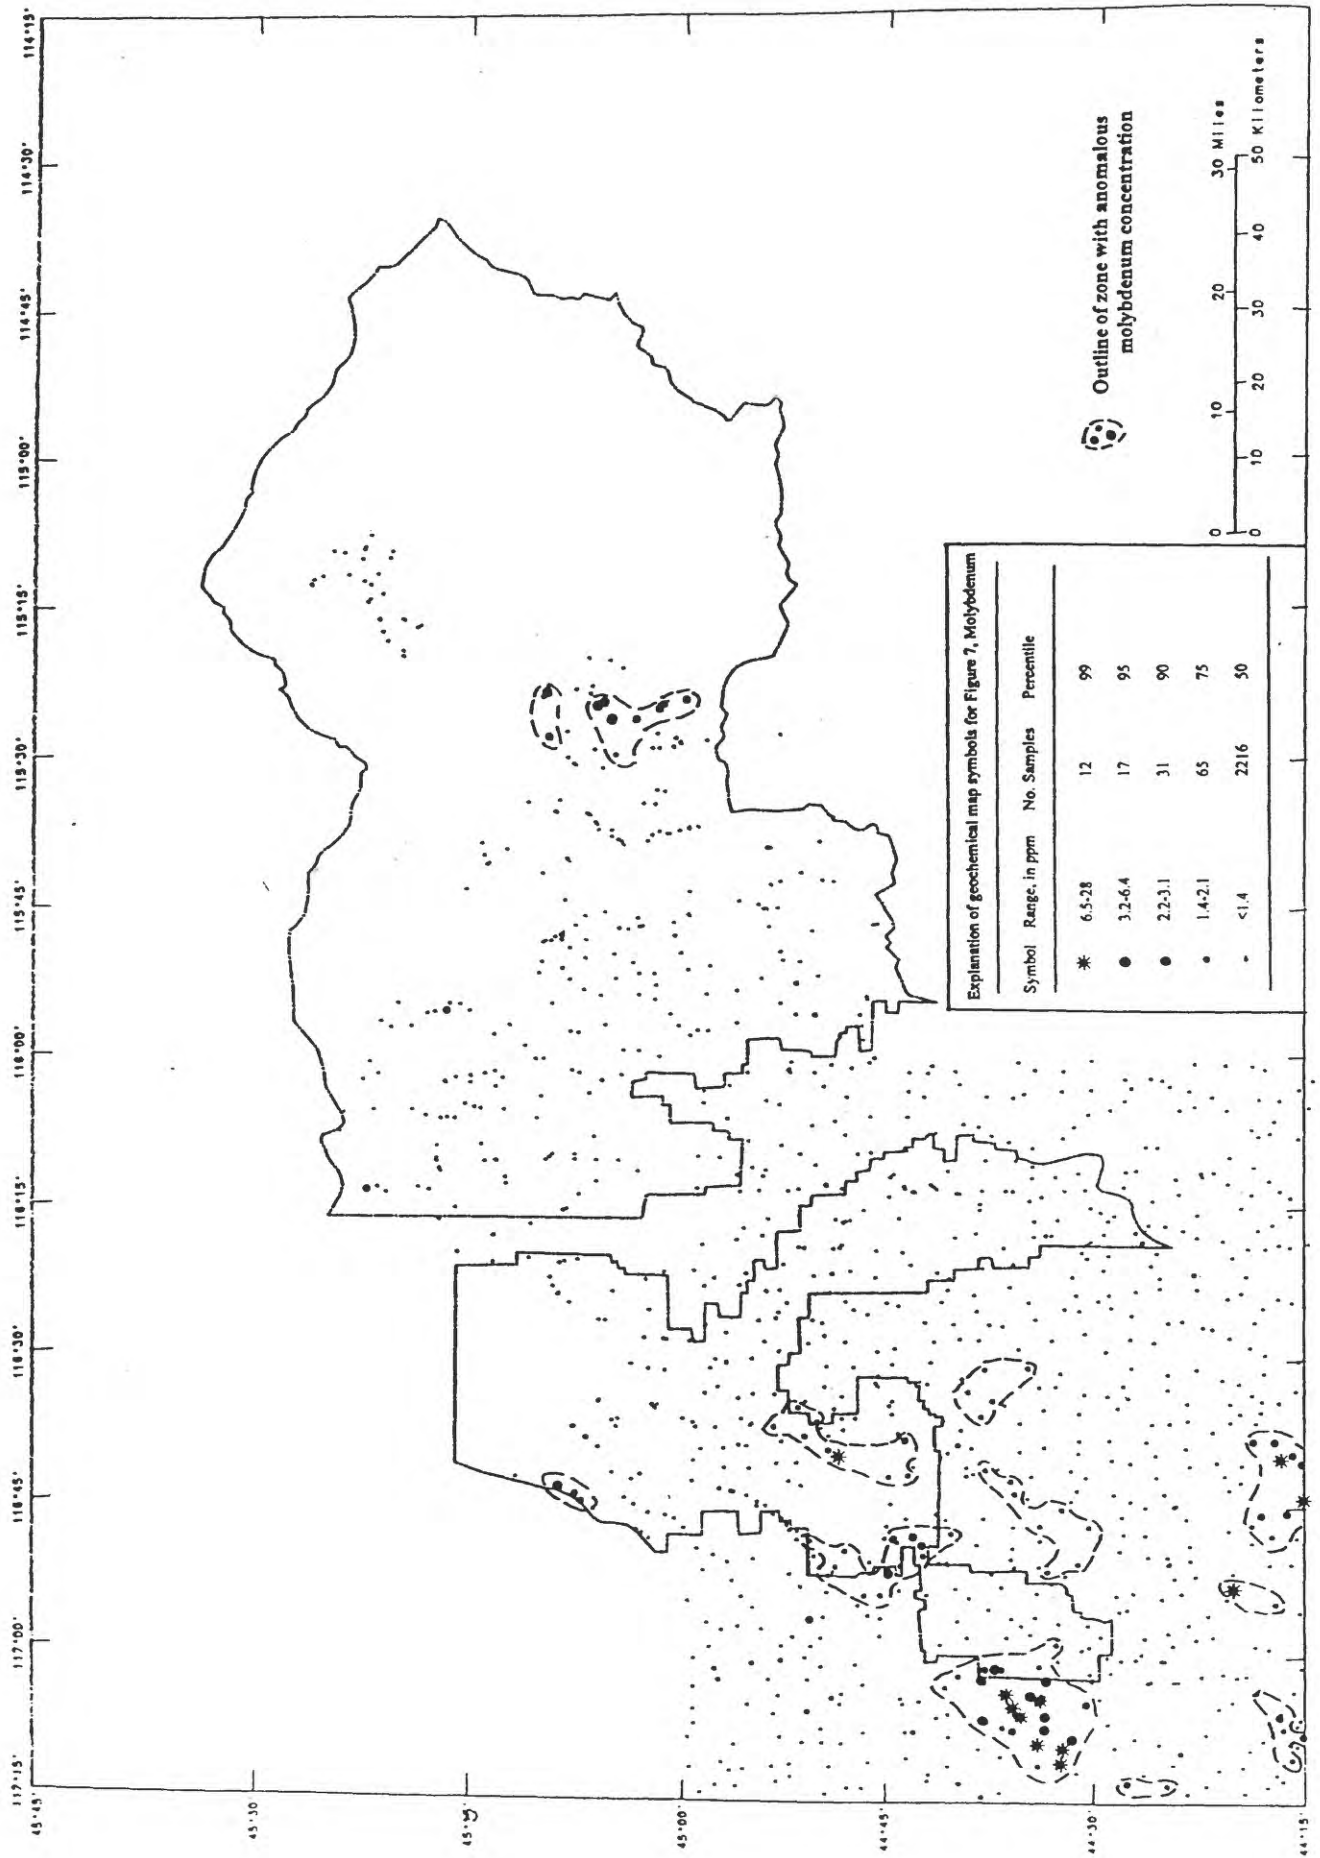 117°15'
117°00'
116°45'
116°30'
116°15'
116°00'
115°45'
115°30'
115°15'
115°00'
114°45'
114°30'
114°15'
45°45'
45°30'
45°15'
45°00'
44°45'
44°30'
44°15'
Explanation of geochemical map symbols for Figure 7, Molybdenum
Symbol Range, in ppm No. Samples Percentile
6.5-28 12 99
3.2-6.4 17 95
2.2-3.1 31 90
1.4-2.1 65 75
<1.4 2216 50
Outline of zone with anomalous
molybdenum concentration
0 10 20 30 Miles
0 10 20 30 40 50 Kilometers